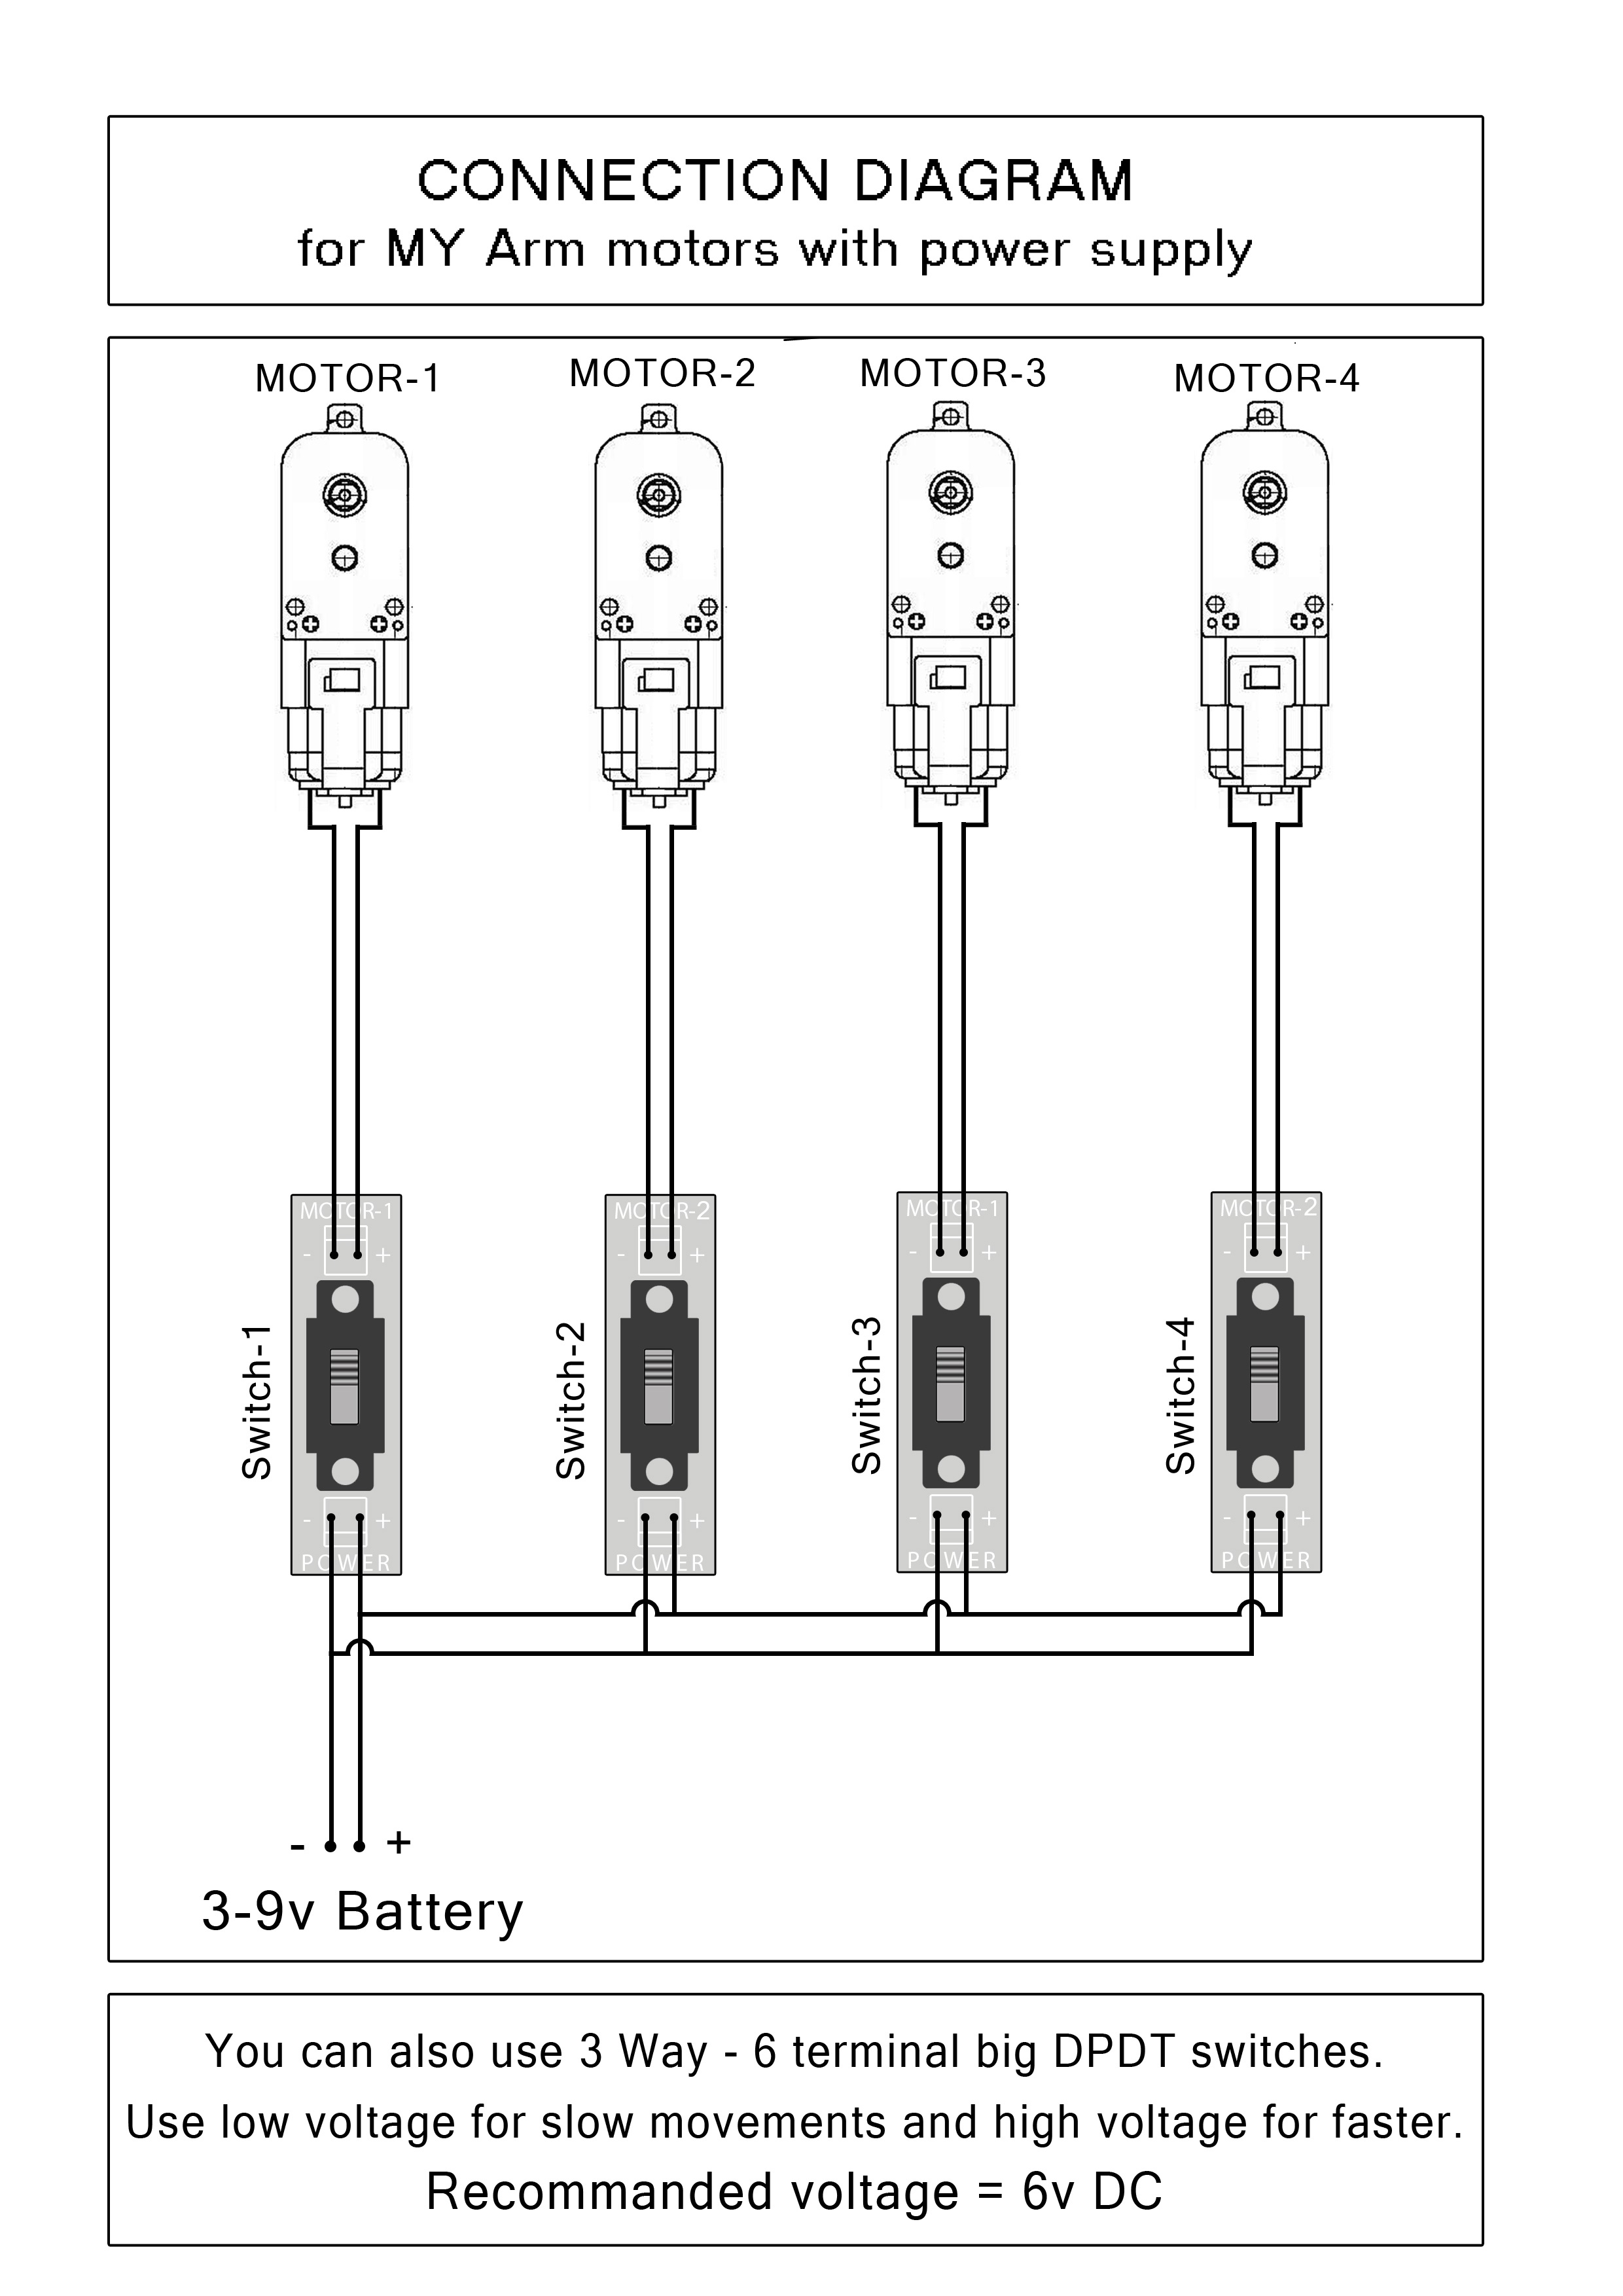 CONNECTION DIAGRAM
for MY Arm motors with power supply
MOTOR-1 MOTOR-2 MOTOR-3 MOTOR-4
MOTOR-1 MOTOR-2 MOTOR-1 MOTOR-2
- + - + - + - +
Switch-1 Switch-2 Switch-3 Switch-4
- + - + - + - +
POWER POWER POWER POWER
- +
3-9v Battery
You can also use 3 Way - 6 terminal big DPDT switches.
Use low voltage for slow movements and high voltage for faster.
Recommanded voltage = 6v DC